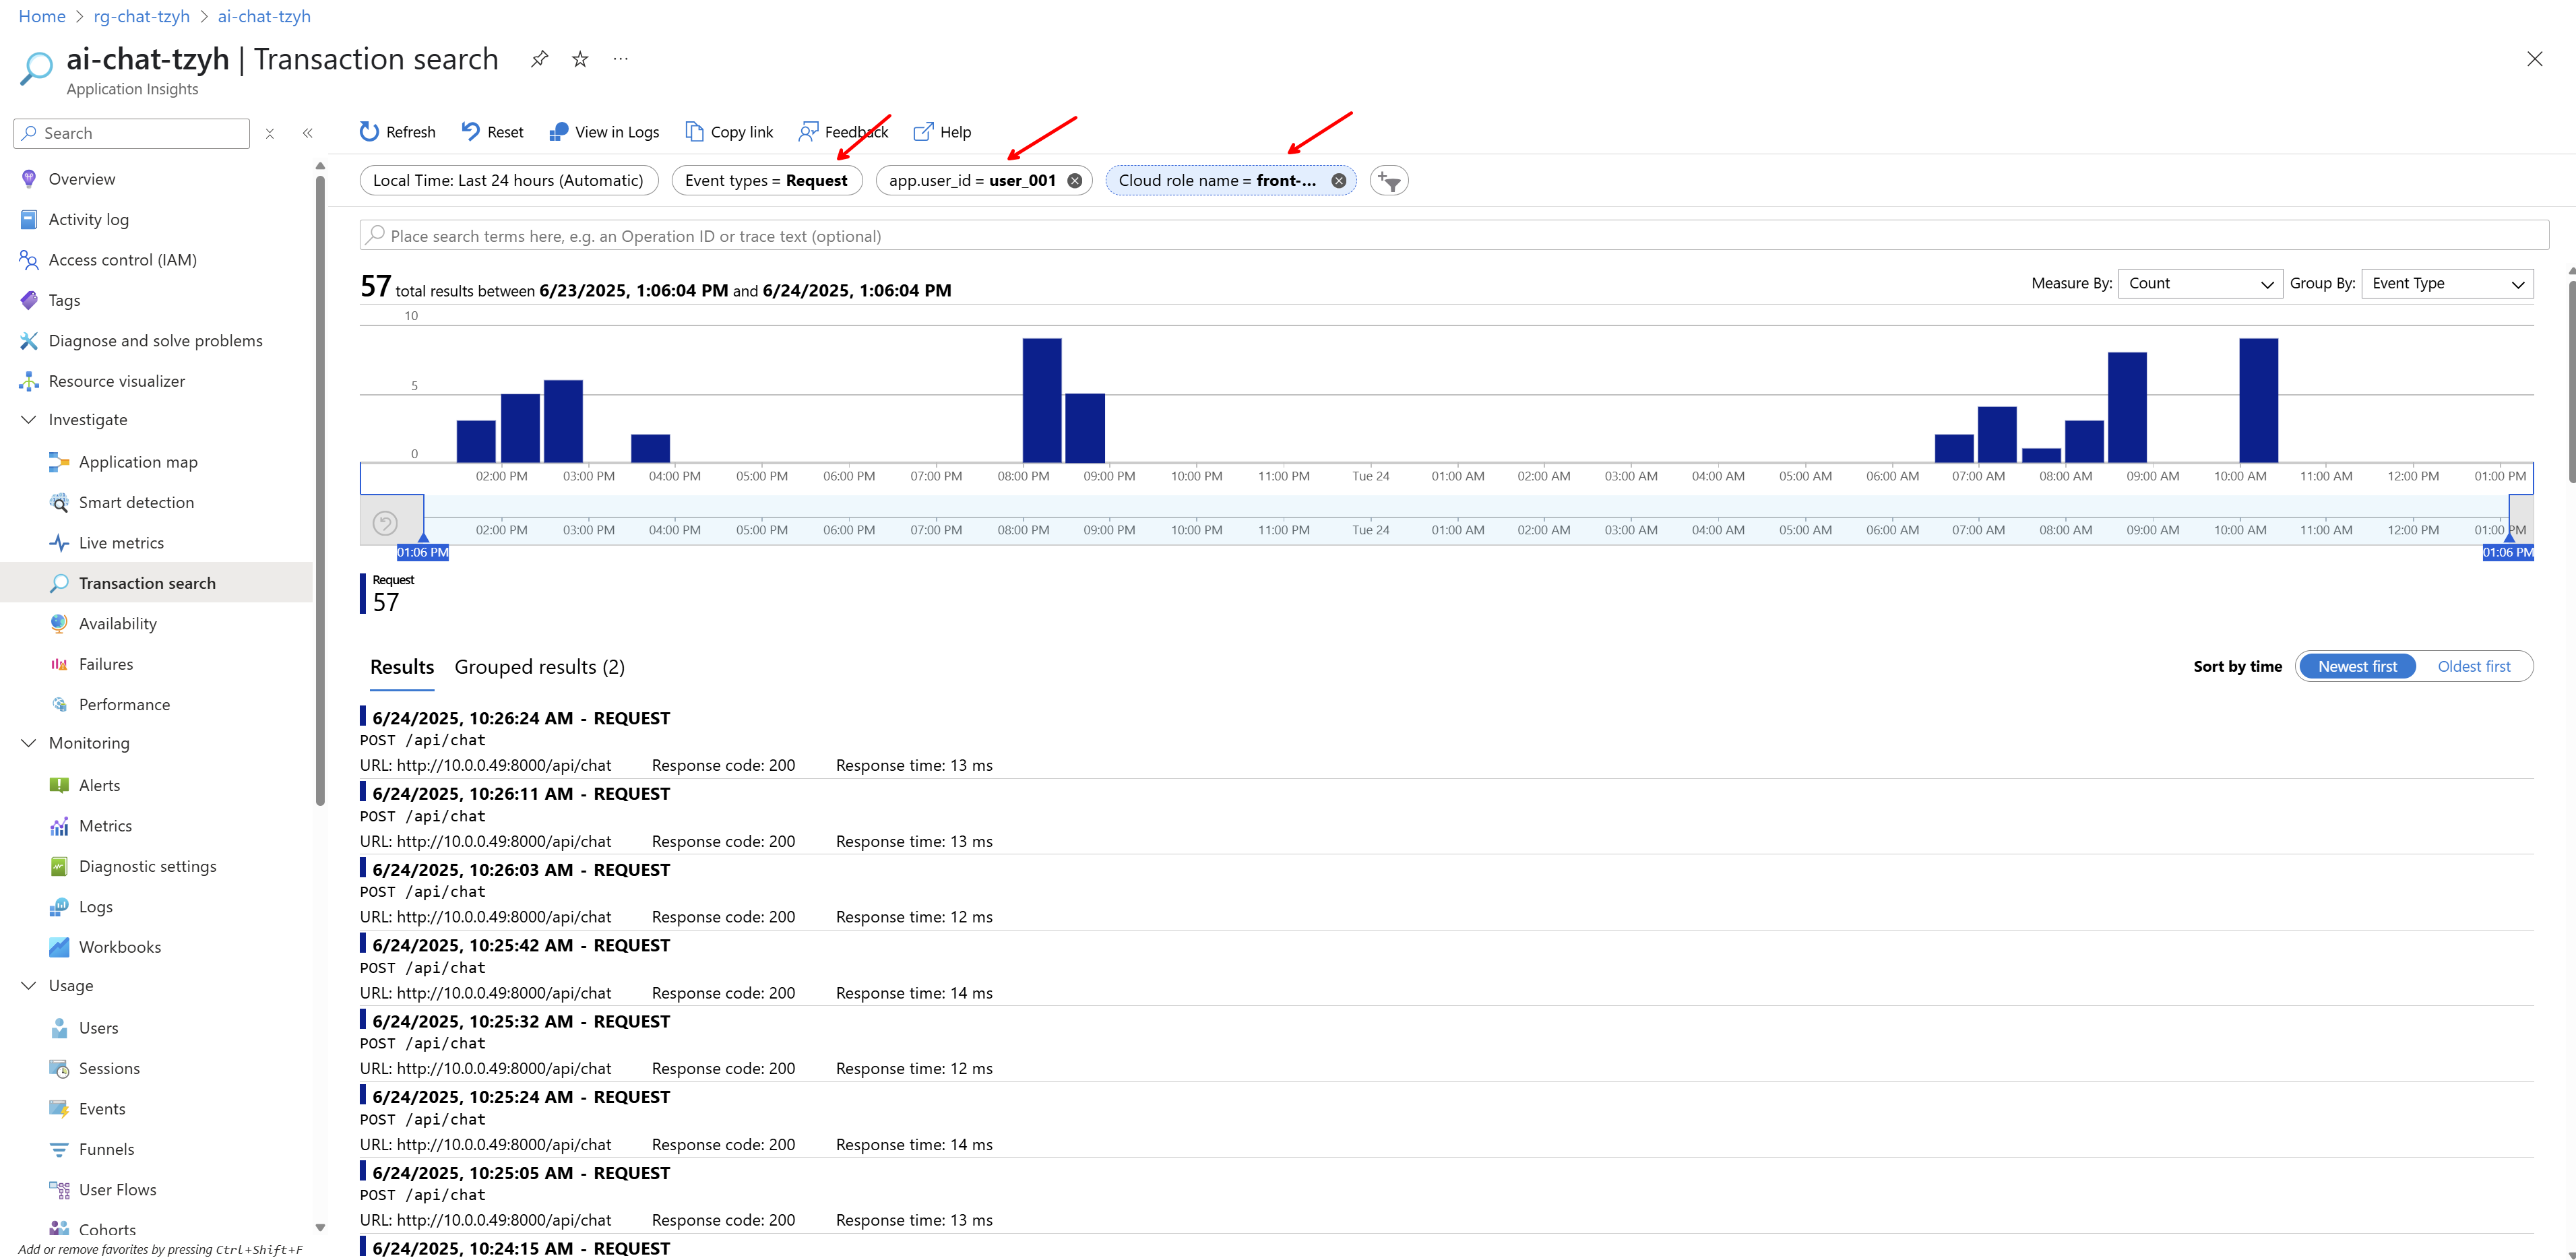 Home > rg-chat-tzyh > ai-chat-tzyh
ai-chat-tzyh | Transaction search ...
Application Insights
Search
Overview
Activity log
Access control (IAM)
Tags
Diagnose and solve problems
Resource visualizer
Investigate
Application map
Smart detection
Live metrics
Transaction search
Availability
Failures
Performance
Monitoring
Alerts
Metrics
Diagnostic settings
Logs
Workbooks
Usage
Users
Sessions
Events
Funnels
User Flows
Cohorts
Add or remove favorites by pressing Ctrl+Shift+F
Refresh Reset View in Logs Copy link Feedback Help
Local Time: Last 24 hours (Automatic) Event types = Request app.user_id = user_001 Cloud role name = front-...
Place search terms here, e.g. an Operation ID or trace text (optional)
57 total results between 6/23/2025, 1:06:04 PM and 6/24/2025, 1:06:04 PM
Measure By: Count Group By: Event Type
10
5
0
02:00 PM 03:00 PM 04:00 PM 05:00 PM 06:00 PM 07:00 PM 08:00 PM 09:00 PM 10:00 PM 11:00 PM Tue 24 01:00 AM 02:00 AM 03:00 AM 04:00 AM 05:00 AM 06:00 AM 07:00 AM 08:00 AM 09:00 AM 10:00 AM 11:00 AM 12:00 PM 01:00 PM
02:00 PM 03:00 PM 04:00 PM 05:00 PM 06:00 PM 07:00 PM 08:00 PM 09:00 PM 10:00 PM 11:00 PM Tue 24 01:00 AM 02:00 AM 03:00 AM 04:00 AM 05:00 AM 06:00 AM 07:00 AM 08:00 AM 09:00 AM 10:00 AM 11:00 AM 12:00 PM 01:00 PM
01:06 PM 01:06 PM
Request
57
Results Grouped results (2)
Sort by time Newest first Oldest first
6/24/2025, 10:26:24 AM - REQUEST
POST /api/chat
URL: http://10.0.0.49:8000/api/chat Response code: 200 Response time: 13 ms
6/24/2025, 10:26:11 AM - REQUEST
POST /api/chat
URL: http://10.0.0.49:8000/api/chat Response code: 200 Response time: 13 ms
6/24/2025, 10:26:03 AM - REQUEST
POST /api/chat
URL: http://10.0.0.49:8000/api/chat Response code: 200 Response time: 12 ms
6/24/2025, 10:25:42 AM - REQUEST
POST /api/chat
URL: http://10.0.0.49:8000/api/chat Response code: 200 Response time: 14 ms
6/24/2025, 10:25:32 AM - REQUEST
POST /api/chat
URL: http://10.0.0.49:8000/api/chat Response code: 200 Response time: 12 ms
6/24/2025, 10:25:24 AM - REQUEST
POST /api/chat
URL: http://10.0.0.49:8000/api/chat Response code: 200 Response time: 14 ms
6/24/2025, 10:25:05 AM - REQUEST
POST /api/chat
URL: http://10.0.0.49:8000/api/chat Response code: 200 Response time: 13 ms
6/24/2025, 10:24:15 AM - REQUEST